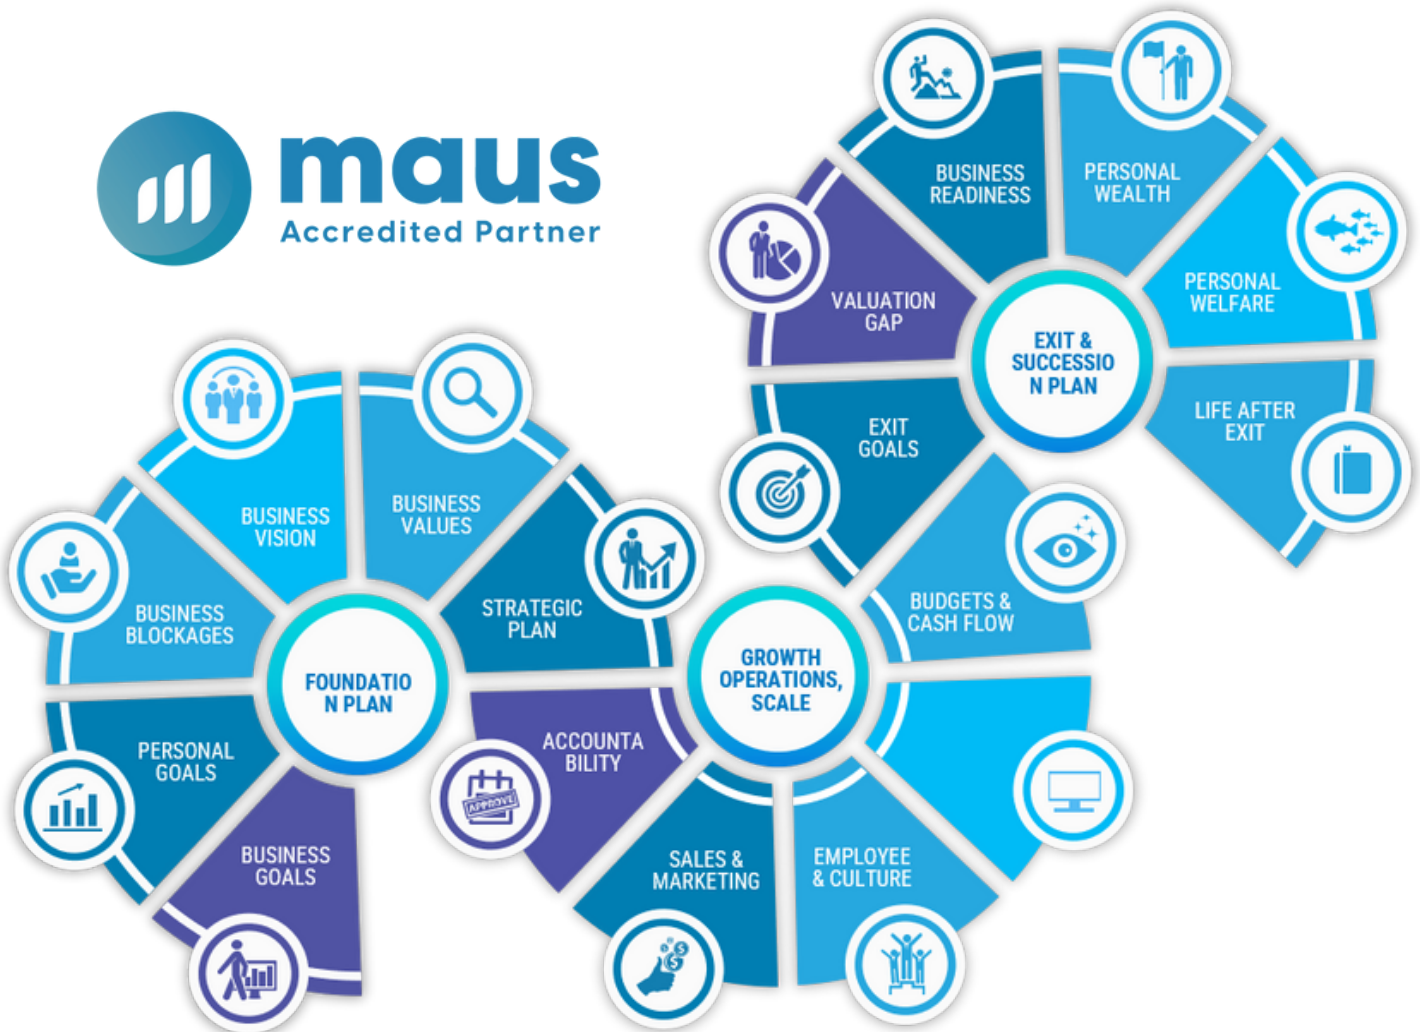 maus
Accredited Partner
BUSINESS
READINESS
PERSONAL
WEALTH
PERSONAL
WELFARE
VALUATION
GAP
EXIT &
SUCCESSIO
N PLAN
LIFE AFTER
EXIT
EXIT
GOALS
BUSINESS
VISION
BUSINESS
VALUES
BUSINESS
BLOCKAGES
STRATEGIC
PLAN
BUDGETS &
CASH FLOW
FOUNDATIO
N PLAN
GROWTH
OPERATIONS,
SCALE
PERSONAL
GOALS
ACCOUNTA
BILITY
APPROVE
BUSINESS
GOALS
SALES &
MARKETING
EMPLOYEE
& CULTURE
$
$
$